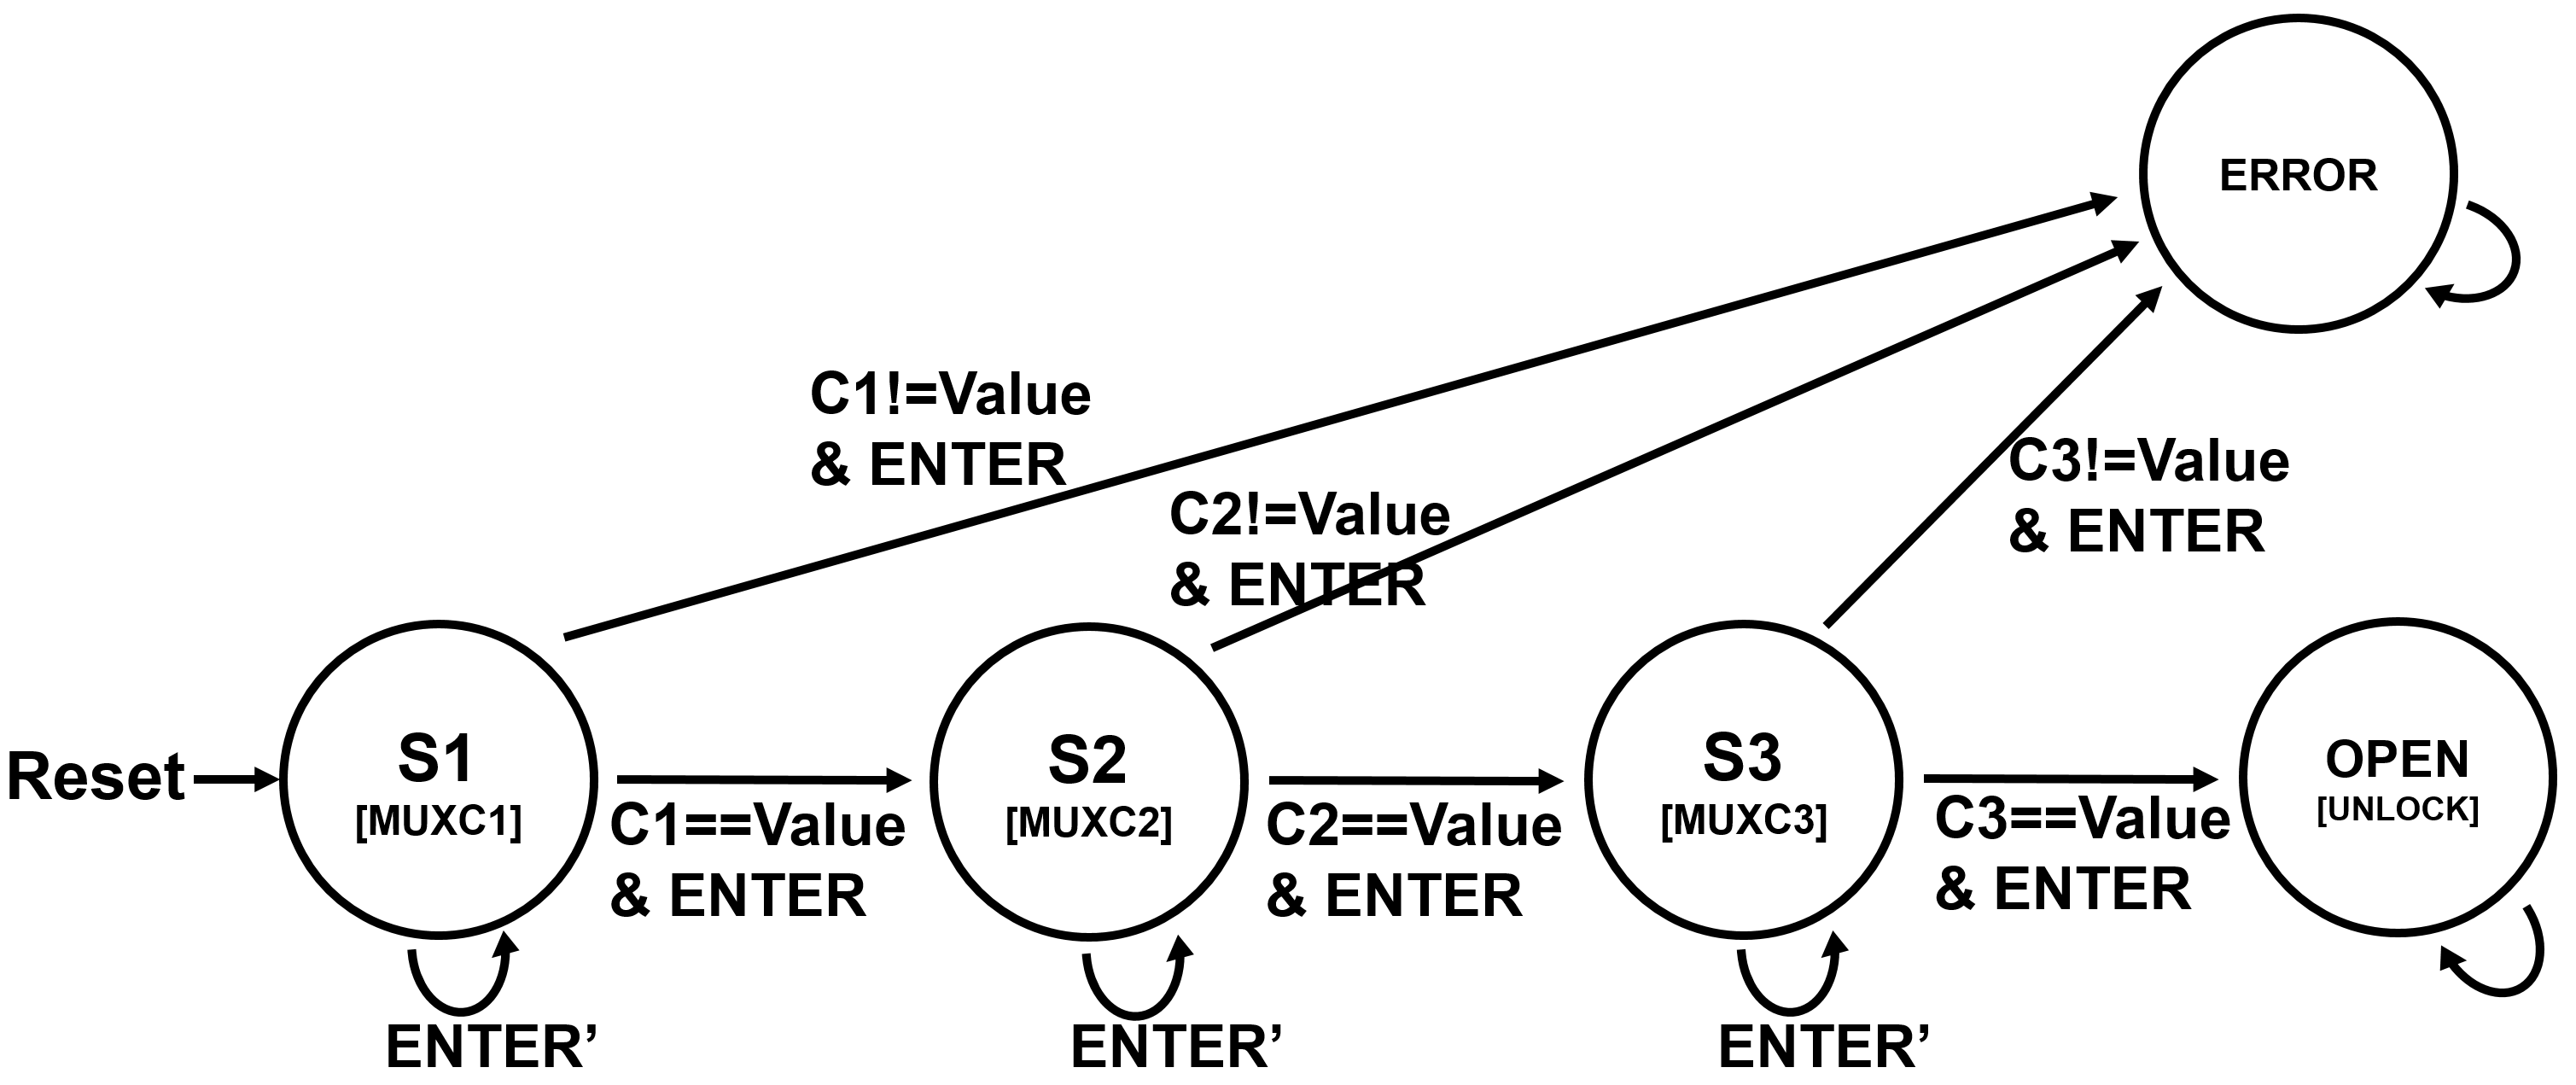 ERROR
C1!=Value
& ENTER
C2!=Value
& ENTER
C3!=Value
& ENTER
Reset
S1
[MUXC1]
C1==Value
& ENTER
S2
[MUXC2]
C2==Value
& ENTER
S3
[MUXC3]
C3==Value
& ENTER
OPEN
[UNLOCK]
ENTER’
ENTER’
ENTER’